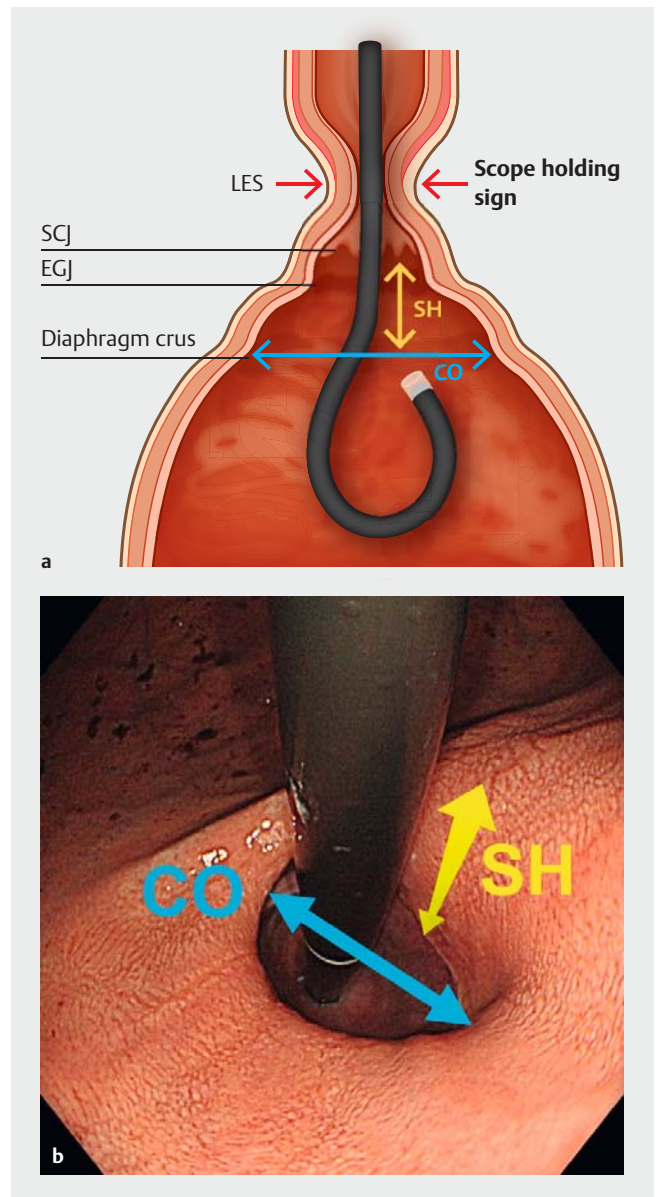 LES
Scope holding
sign
SCJ
EGJ
SH
Diaphragm crus
CO
a
CO
SH
b